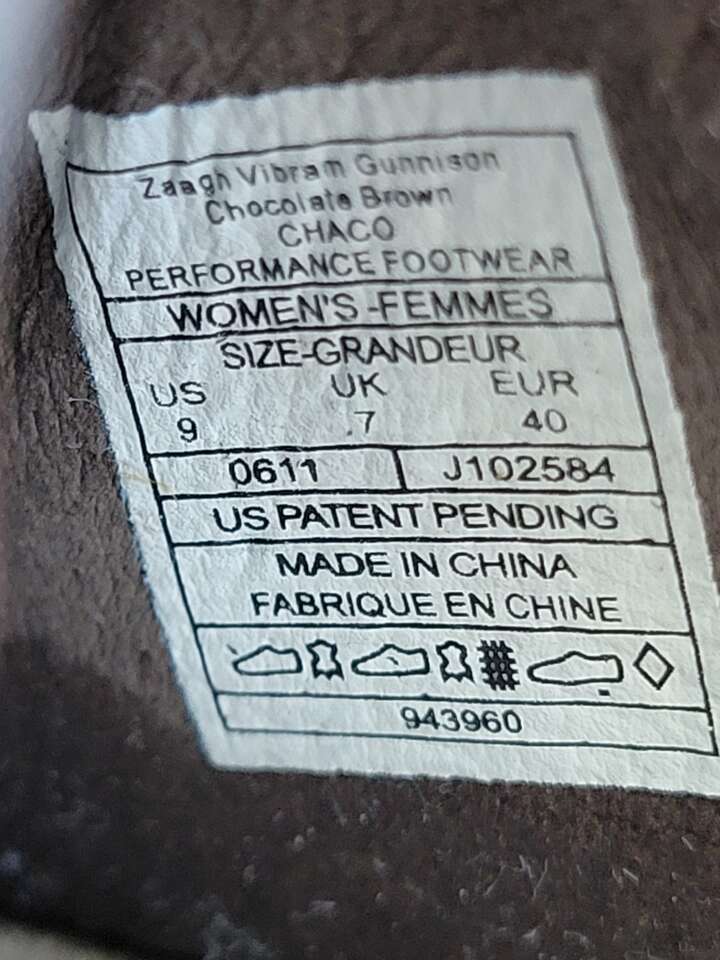 Zaagh Vibram Gunnison
Chocolate Brown
CHACO
PERFORMANCE FOOTWEAR
WOMEN'S-FEMMES
SIZE-GRANDEUR
US UK EUR
9 7 40
0611 J102584
US PATENT PENDING
MADE IN CHINA
FABRIQUE EN CHINE
943960